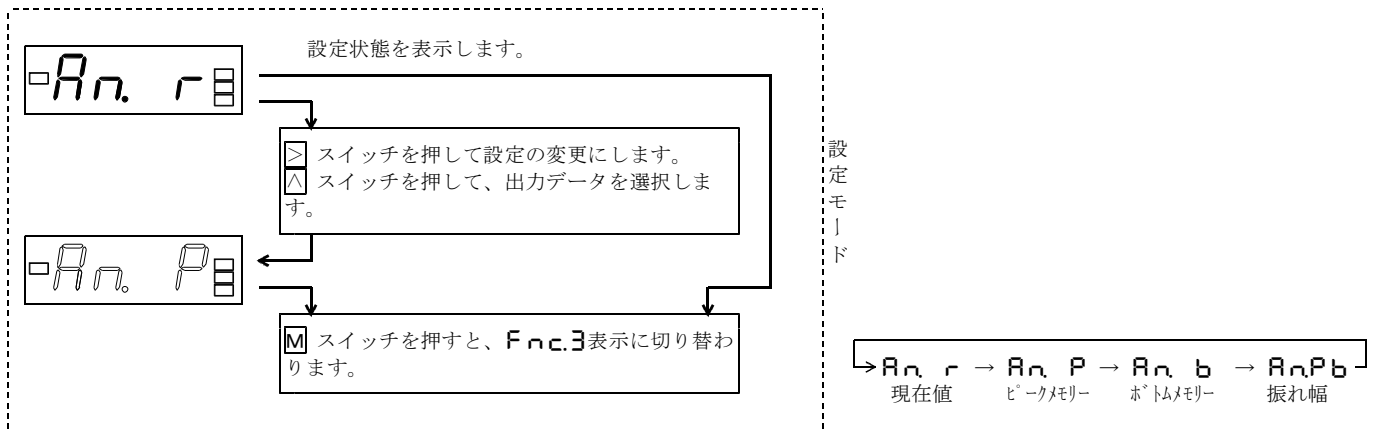 設定状態を表示します。
An. r
> スイッチを押して設定の変更にします。
∧ スイッチを押して、出力データを選択しま
す。
An. P
M スイッチを押すと、Fnc.3表示に切り替わ
ります。
設定モード
→An. r → An. P → An. b → An.Pb
現在値 ピークメモリー ボトムメモリー 振れ幅